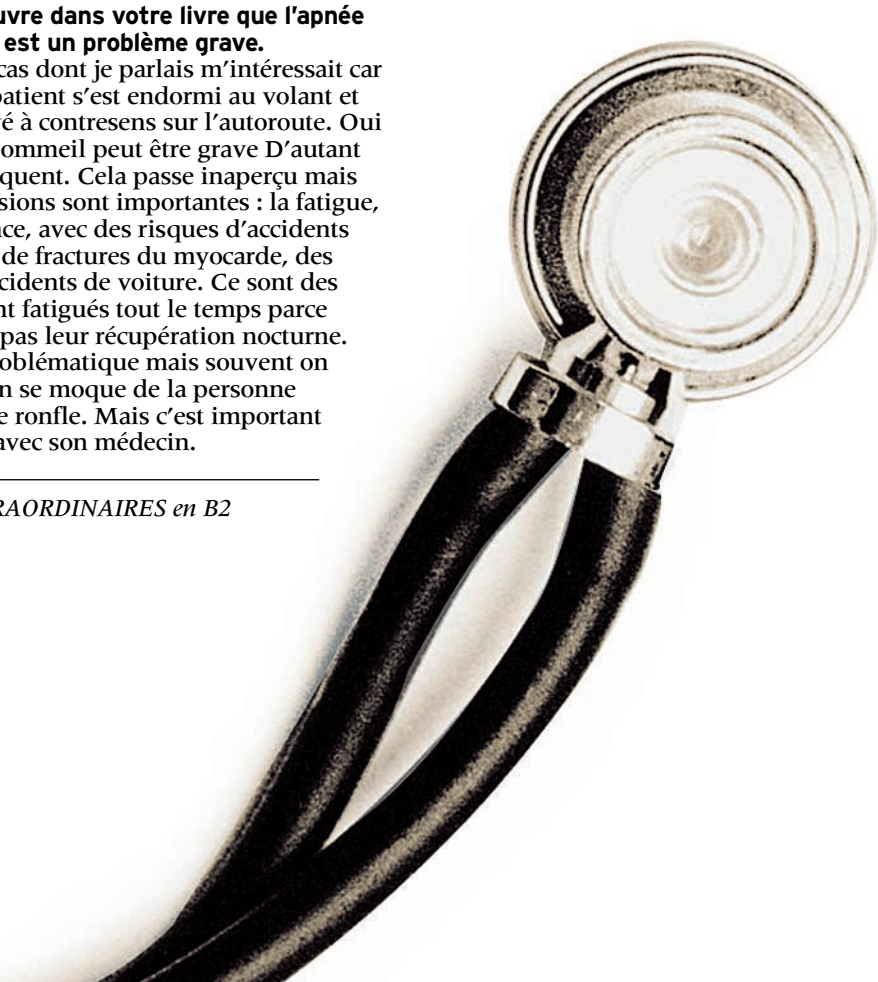 uvre dans votre livre que l'apnée
est un problème grave.
cas dont je parlais m'intéressait car
patient s'est endormi au volant et
é à contresens sur l'autoroute. Oui
ommeil peut être grave D'autant
quent. Cela passe inaperçu mais
sions sont importantes : la fatigue,
ce, avec des risques d'accidents
de fractures du myocarde, des
cidents de voiture. Ce sont des
nt fatigués tout le temps parce
pas leur récupération nocturne.
oblématique mais souvent on
n se moque de la personne
e ronfle. Mais c'est important
avec son médecin.
RAORDINAIRES en B2